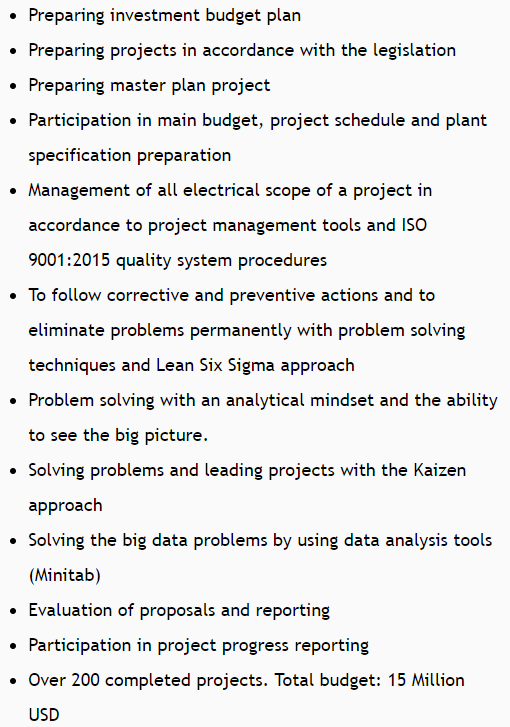 • Preparing investment budget plan
• Preparing projects in accordance with the legislation
• Preparing master plan project
• Participation in main budget, project schedule and plant
specification preparation
• Management of all electrical scope of a project in
accordance to project management tools and ISO
9001:2015 quality system procedures
• To follow corrective and preventive actions and to
eliminate problems permanently with problem solving
techniques and Lean Six Sigma approach
• Problem solving with an analytical mindset and the ability
to see the big picture.
• Solving problems and leading projects with the Kaizen
approach
• Solving the big data problems by using data analysis tools
(Minitab)
• Evaluation of proposals and reporting
• Participation in project progress reporting
• Over 200 completed projects. Total budget: 15 Million
USD